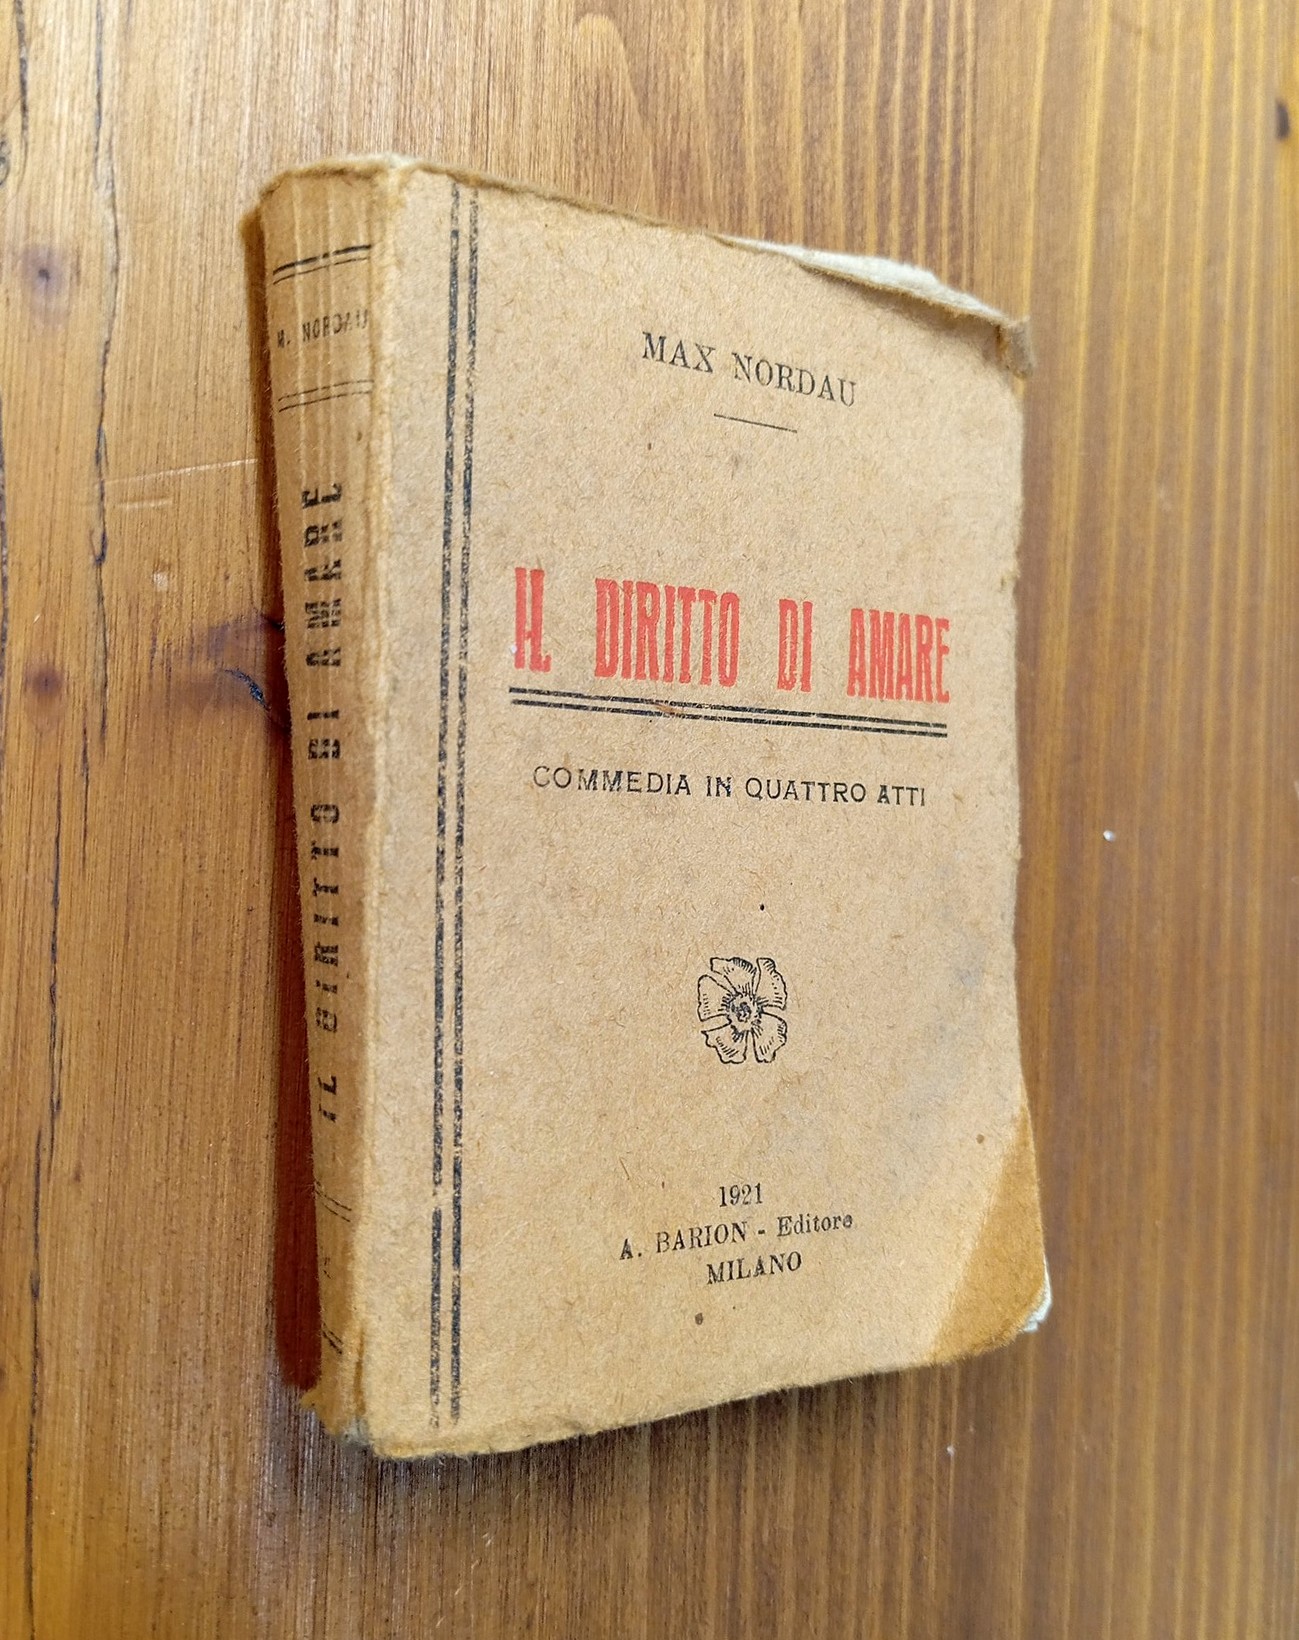 M. NORDAU
IL DIRITTO DI AMARE
MAX NORDAU
IL DIRITTO DI AMARE
COMMEDIA IN QUATTRO ATTI
1921
A. BARION - Editore
MILANO